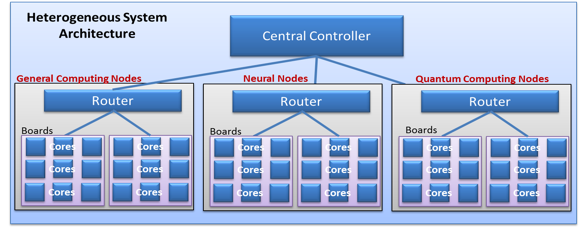 Heterogeneous System
Architecture
Central Controller
General Computing Nodes
Neural Nodes
Quantum Computing Nodes
Router
Router
Router
Boards
Boards
Boards
Cores Cores
Cores Cores
Cores Cores
Cores Cores
Cores Cores
Cores Cores
Cores Cores
Cores Cores
Cores Cores